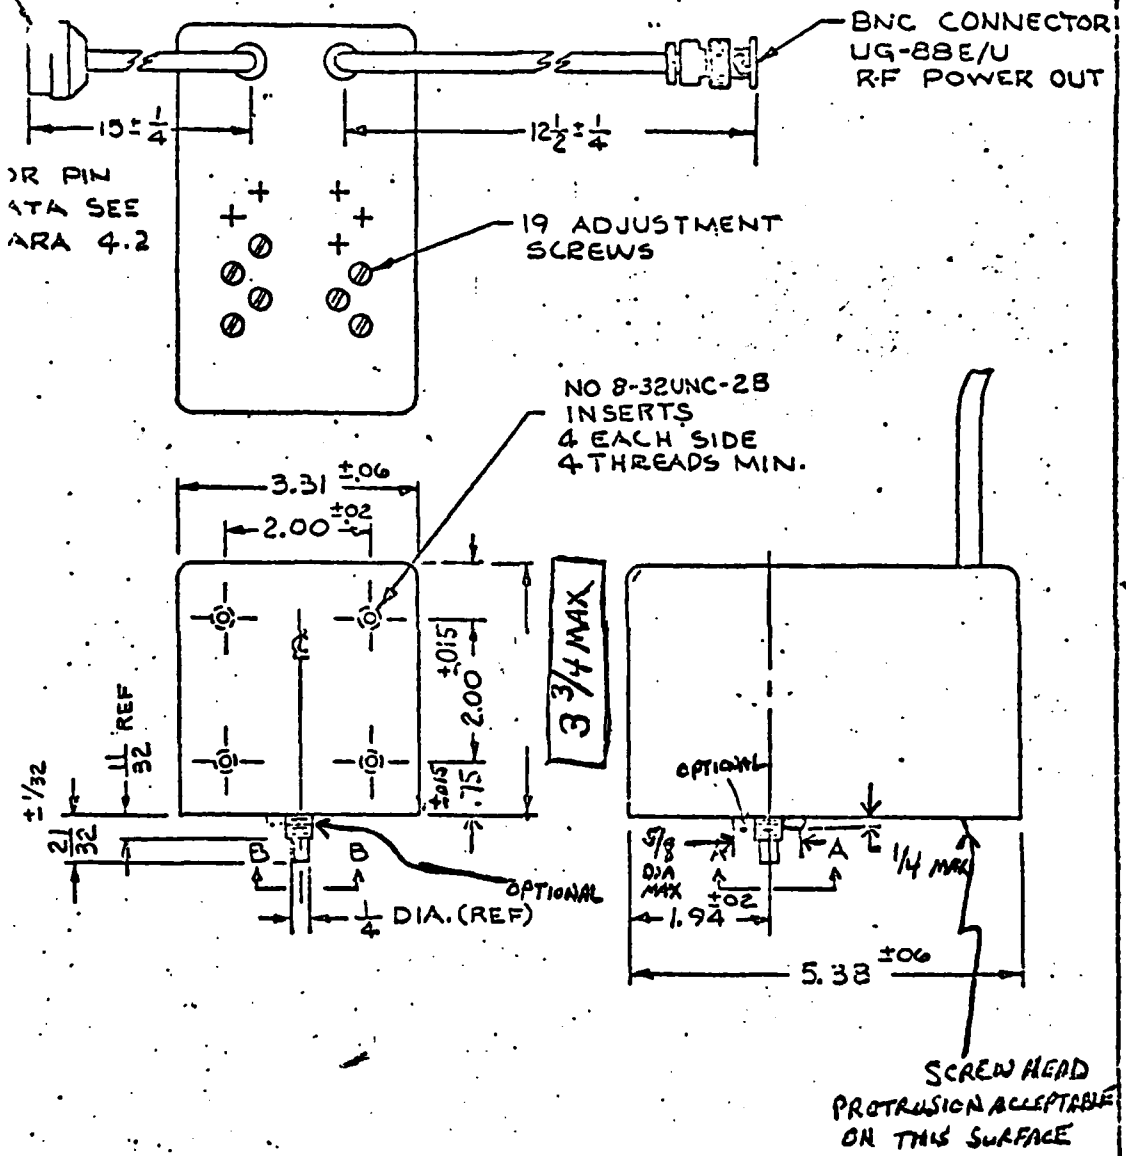 BNC CONNECTOR
UG-88E/U
RF POWER OUT
15 ± 1/4
12 1/2 ± 1/4
OR PIN
ATA SEE
ARA 4.2
19 ADJUSTMENT
SCREWS
NO 8-32UNC-2B
INSERTS
4 EACH SIDE
4 THREADS MIN.
3.31 ±.06
2.00 ±02
±.015
2.00
±.015
.75
3 3/4 MAX
11/32 REF
± 1/32
21/32
B B
OPTIONAL
1/4 DIA. (REF)
OPTIONAL
5/8
DIA
MAX
A A
1/4 MAX
1.94 ±02
5.38 ±06
SCREW HEAD
PROTRUSION ACCEPTABLE
ON THIS SURFACE